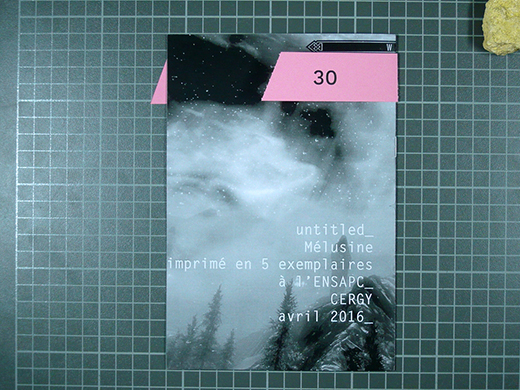 W
30
untitled_
Mélusine
imprimé en 5 exemplaires
à l'ENSAPC_
CERGY
avril 2016_